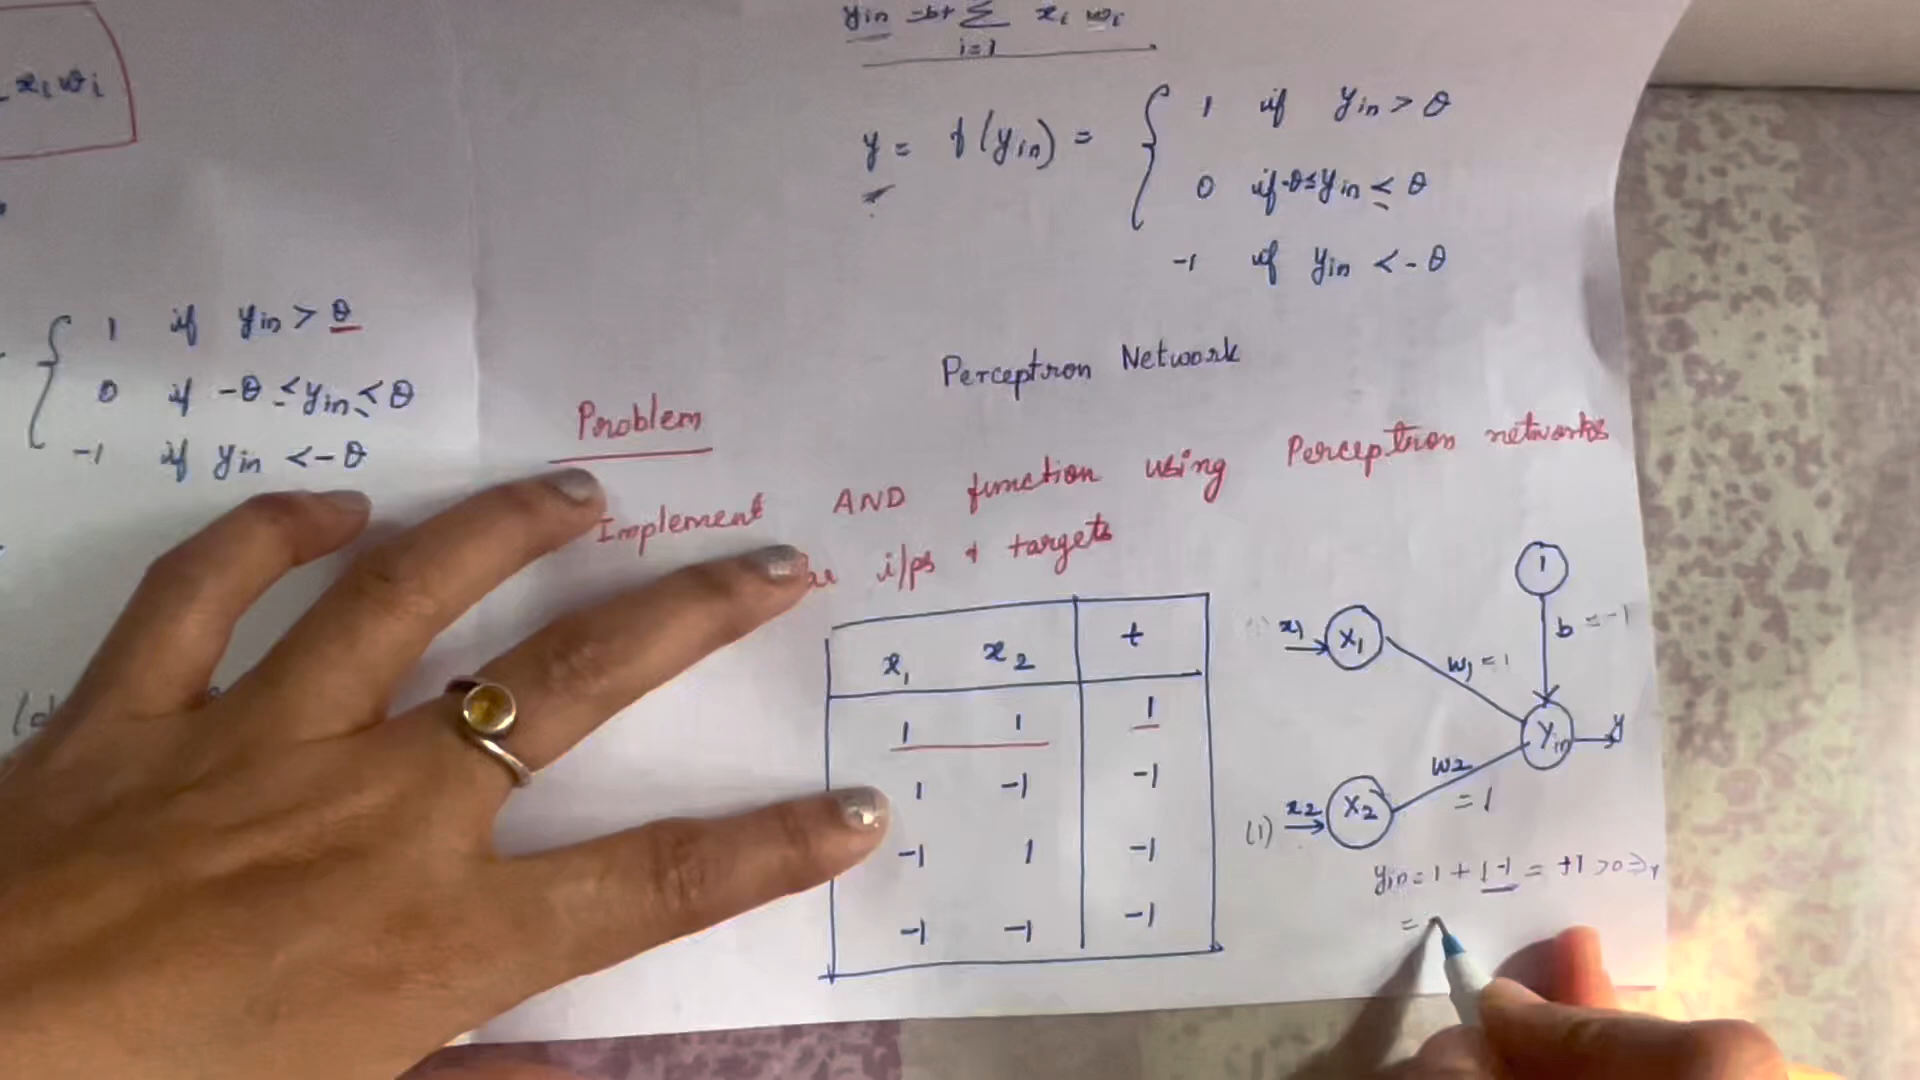 x₁ wᵢ
1 if yin > θ
0 if -θ ≤ yin ≤ θ
-1 if yin < -θ
yin = b + ∑ i=1 xᵢ wᵢ
y = f(yin) =
1 if yin > θ
0 if -θ ≤ yin ≤ θ
-1 if yin < -θ
Perceptron Network
Problem
Implement AND function using Perceptron networks
i/ps + targets
x₁ x₂ t
1 1 1
1 -1 -1
-1 1 -1
-1 -1 -1
1
b = -1
x₁ X₁
w₁ = 1
Yin y
w2
= 1
(1) x₂ X₂
yin = 1 + 1 - 1 = +1 > 0 ⇒
=